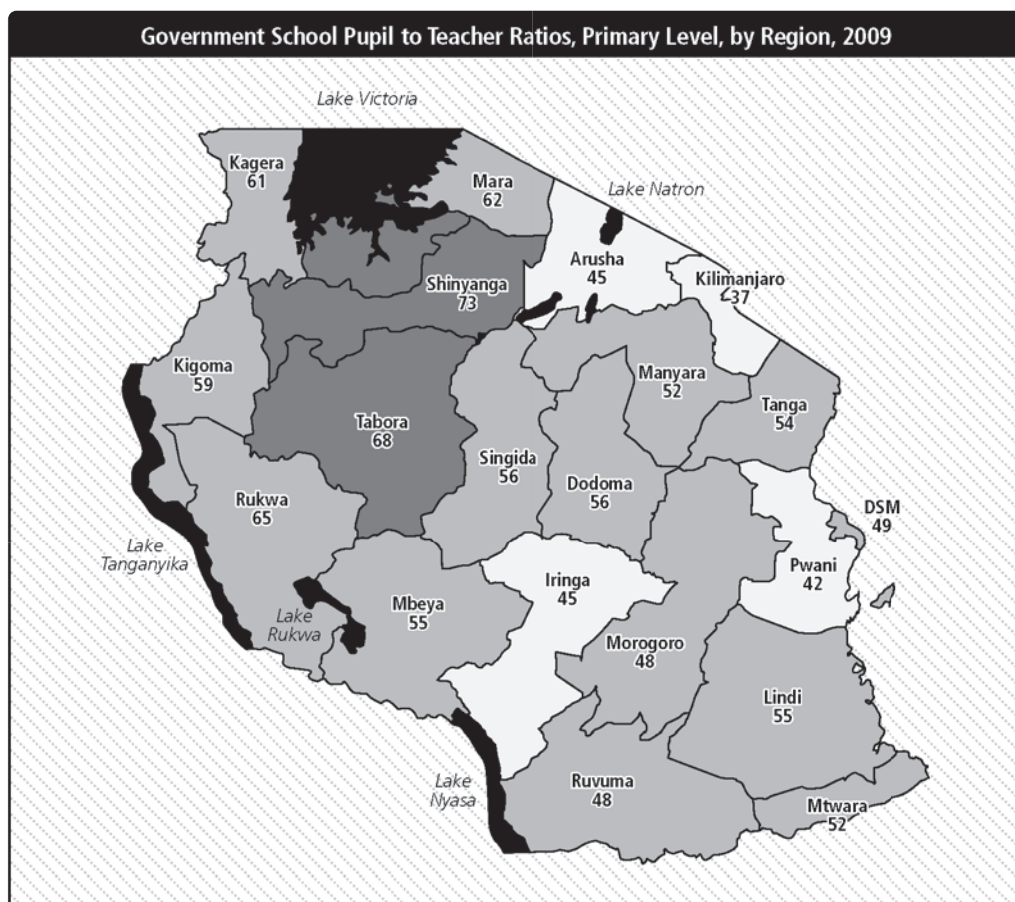 Government School Pupil to Teacher Ratios, Primary Level, by Region, 2009
Lake Victoria
Kagera
61
Mara
62
Lake Natron
Arusha
45
Kilimanjaro
37
Shinyanga
73
Kigoma
59
Manyara
52
Tanga
54
Tabora
68
Singida
56
Dodoma
56
Rukwa
65
DSM
49
Lake
Tanganyika
Pwani
42
Iringa
45
Mbeya
55
Lake
Rukwa
Morogoro
48
Lindi
55
Lake
Nyasa
Ruvuma
48
Mtwara
52